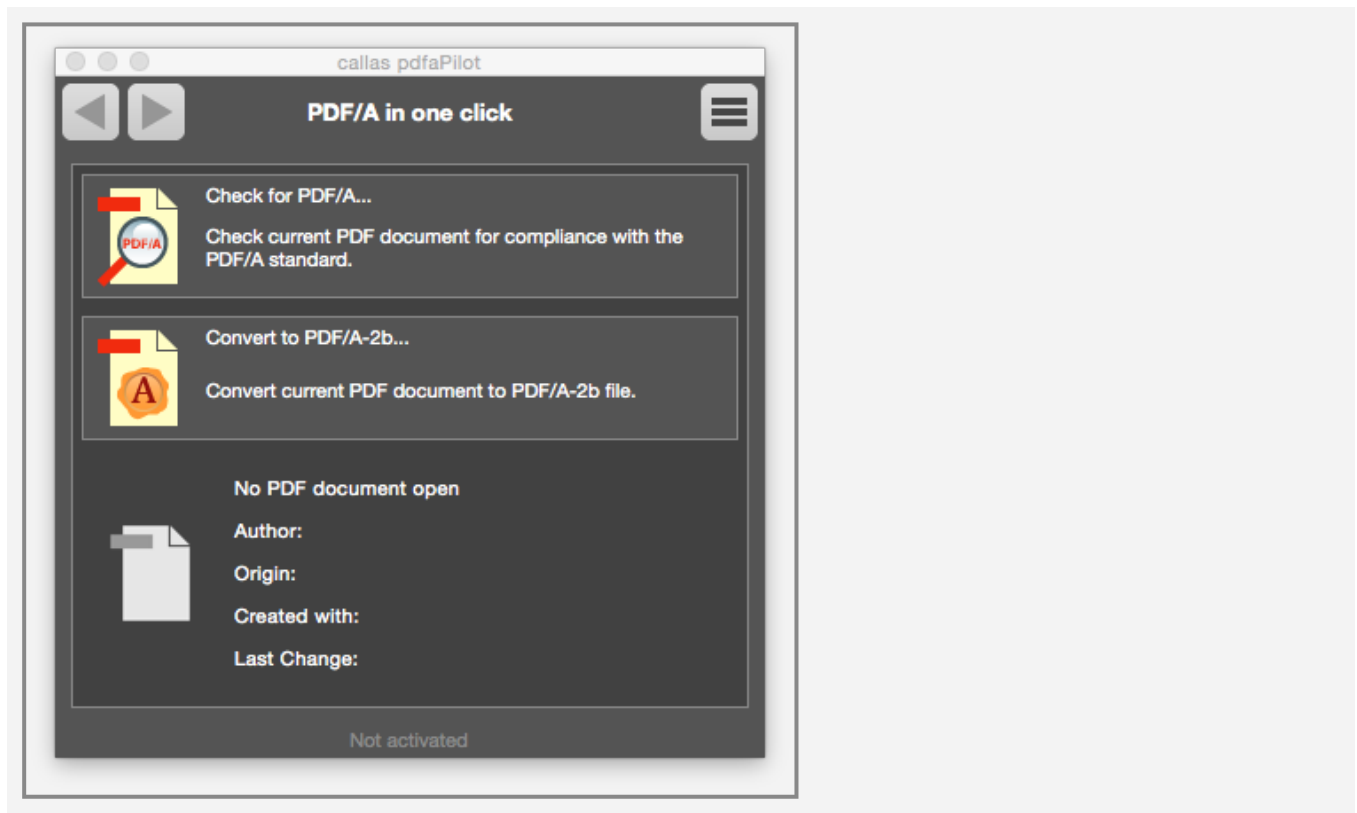 callas pdfaPilot
PDF/A in one click
Check for PDF/A...
PDF/A
Check current PDF document for compliance with the
PDF/A standard.
Convert to PDF/A-2b...
A
Convert current PDF document to PDF/A-2b file.
No PDF document open
Author:
Origin:
Created with:
Last Change:
Not activated